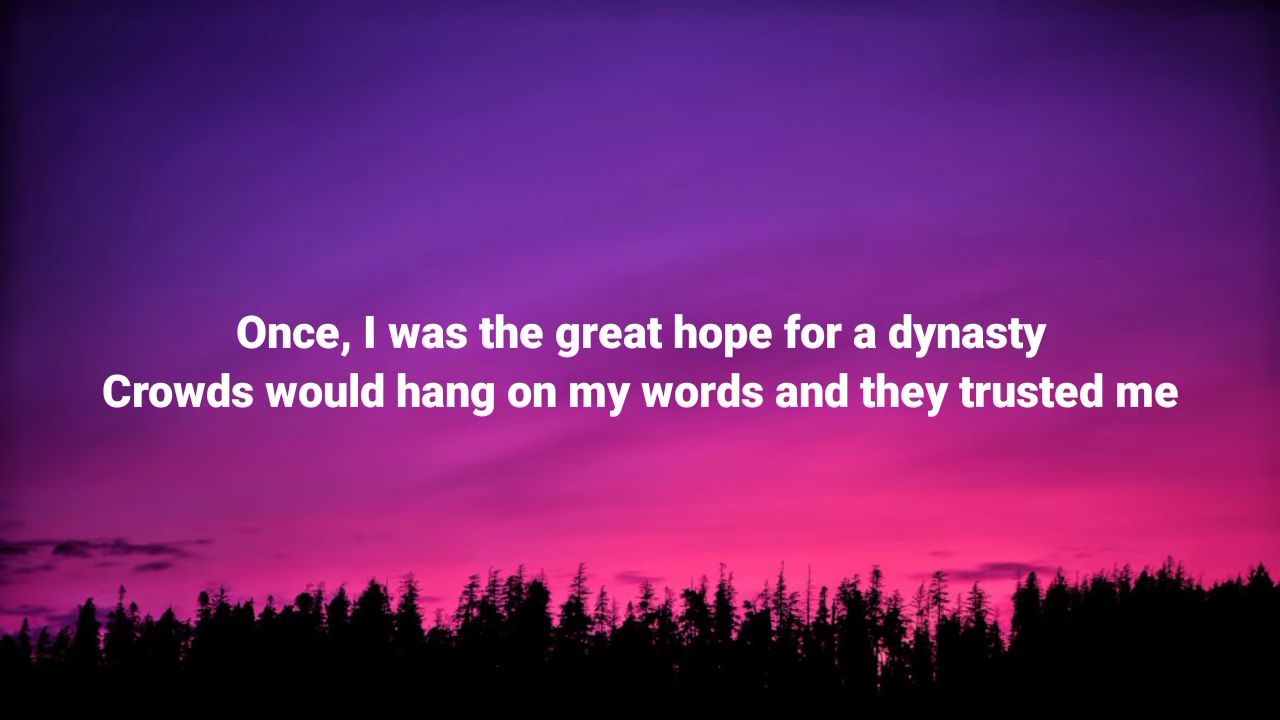 Once, I was the great hope for a dynasty
Crowds would hang on my words and they trusted me